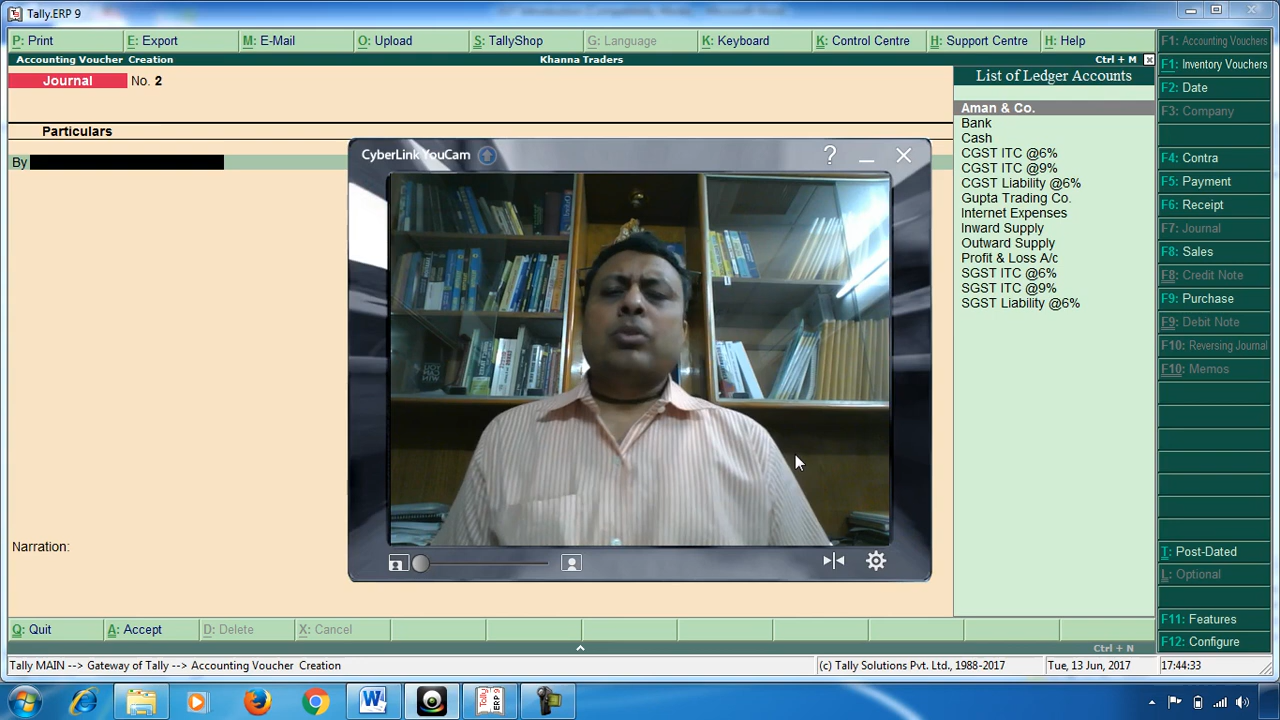 Tally.ERP 9
P: Print E: Export M: E-Mail O: Upload S: TallyShop G: Language K: Keyboard K: Control Centre H: Support Centre H: Help
Accounting Voucher Creation Khanna Traders Ctrl + M
Journal No. 2
Particulars
By
CyberLink YouCam
Narration:
List of Ledger Accounts
Aman & Co.
Bank
Cash
CGST ITC @6%
CGST ITC @9%
CGST Liability @6%
Gupta Trading Co.
Internet Expenses
Inward Supply
Outward Supply
Profit & Loss A/c
SGST ITC @6%
SGST ITC @9%
SGST Liability @6%
F1: Accounting Vouchers
F1: Inventory Vouchers
F2: Date
F3: Company
F4: Contra
F5: Payment
F6: Receipt
F7: Journal
F8: Sales
F8: Credit Note
F9: Purchase
F9: Debit Note
F10: Reversing Journal
F10: Memos
T: Post-Dated
L: Optional
F11: Features
F12: Configure
Q: Quit A: Accept D: Delete X: Cancel
Ctrl + N
Tally MAIN --> Gateway of Tally --> Accounting Voucher Creation (c) Tally Solutions Pvt. Ltd., 1988-2017 Tue, 13 Jun, 2017 17:44:33
Tally ERP 9